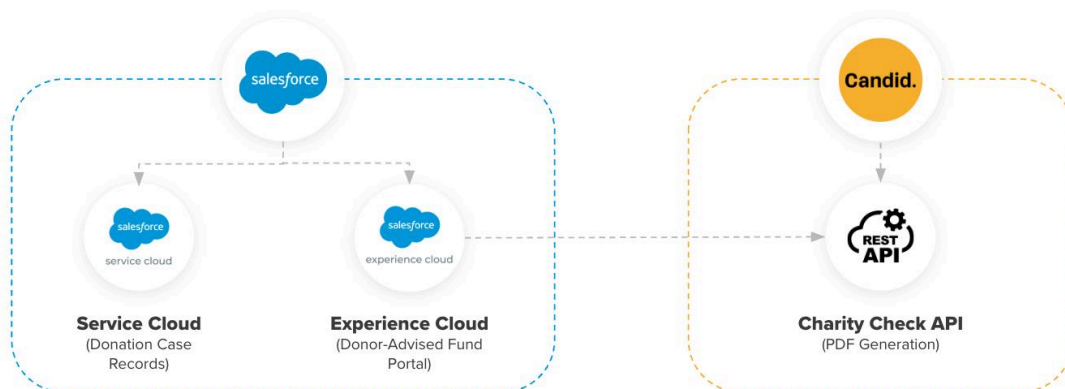 salesforce
Candid.
salesforce
service cloud
salesforce
experience cloud
REST
API
Service Cloud
(Donation Case
Records)
Experience Cloud
(Donor-Advised Fund
Portal)
Charity Check API
(PDF Generation)